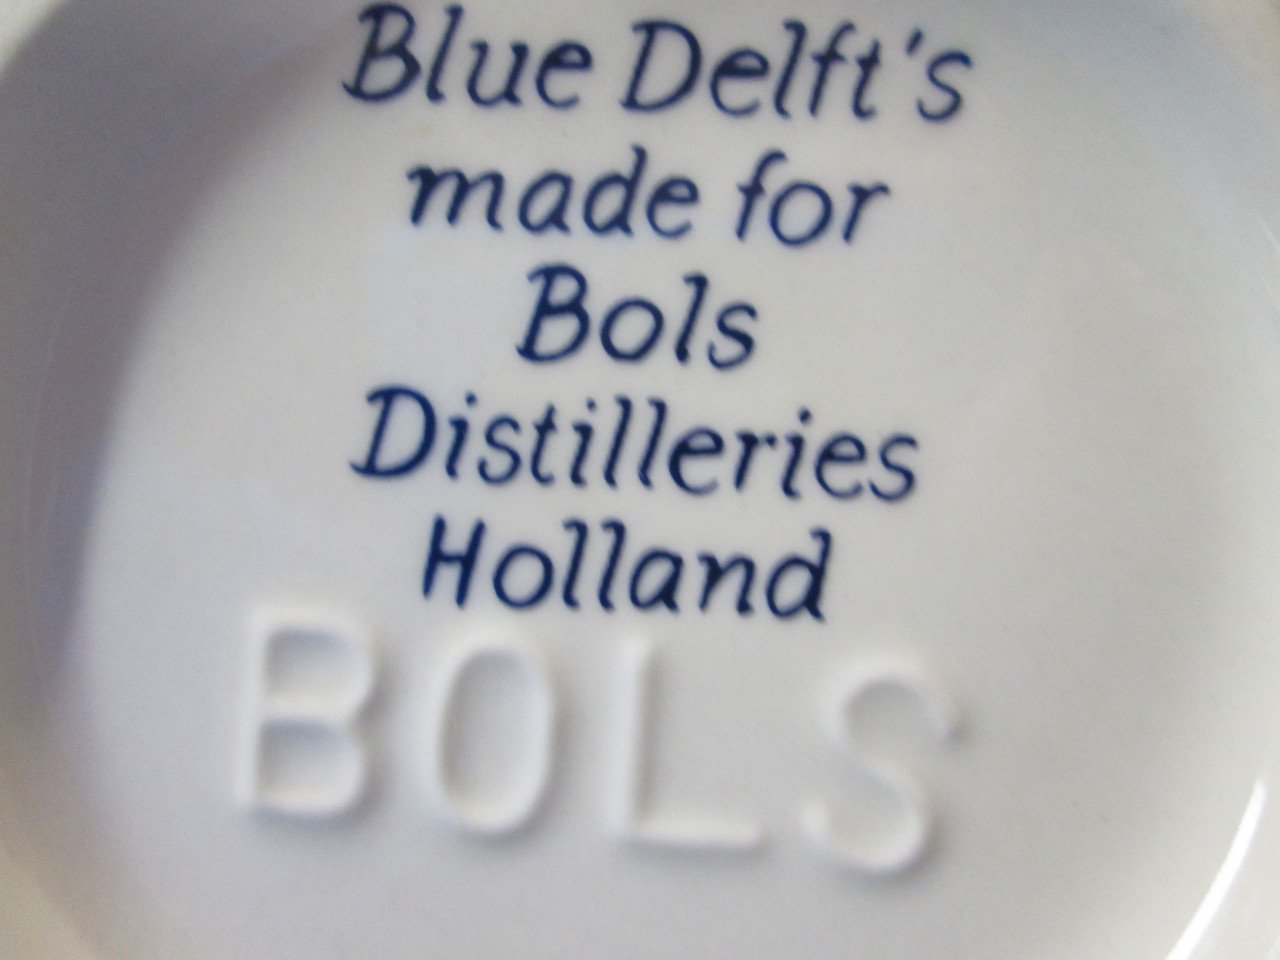 Blue Delft's
made for
Bols
Distilleries
Holland
BOLS